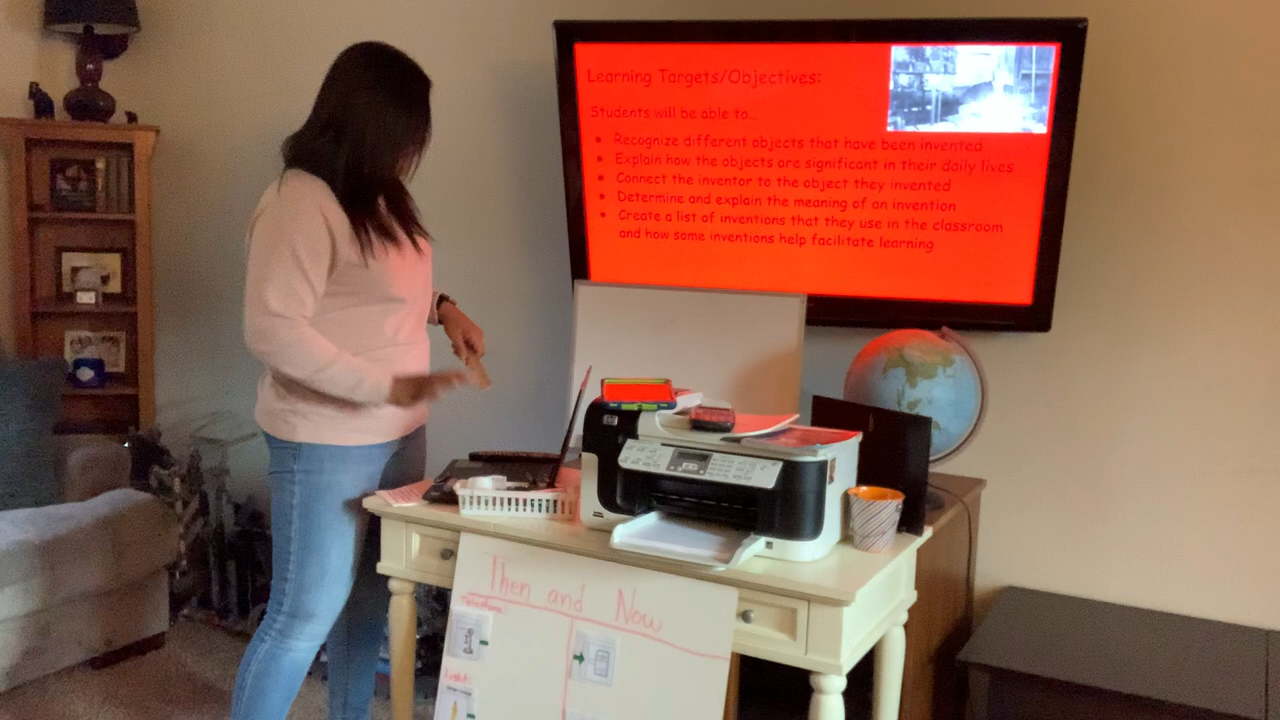 Learning Targets/Objectives:
Students will be able to...
• Recognize different objects that have been invented
• Explain how the objects are significant in their daily lives
• Connect the inventor to the object they invented
• Determine and explain the meaning of an invention
• Create a list of inventions that they use in the classroom
and how some inventions help facilitate learning
hp
Then and Now
Telephone:
Light: